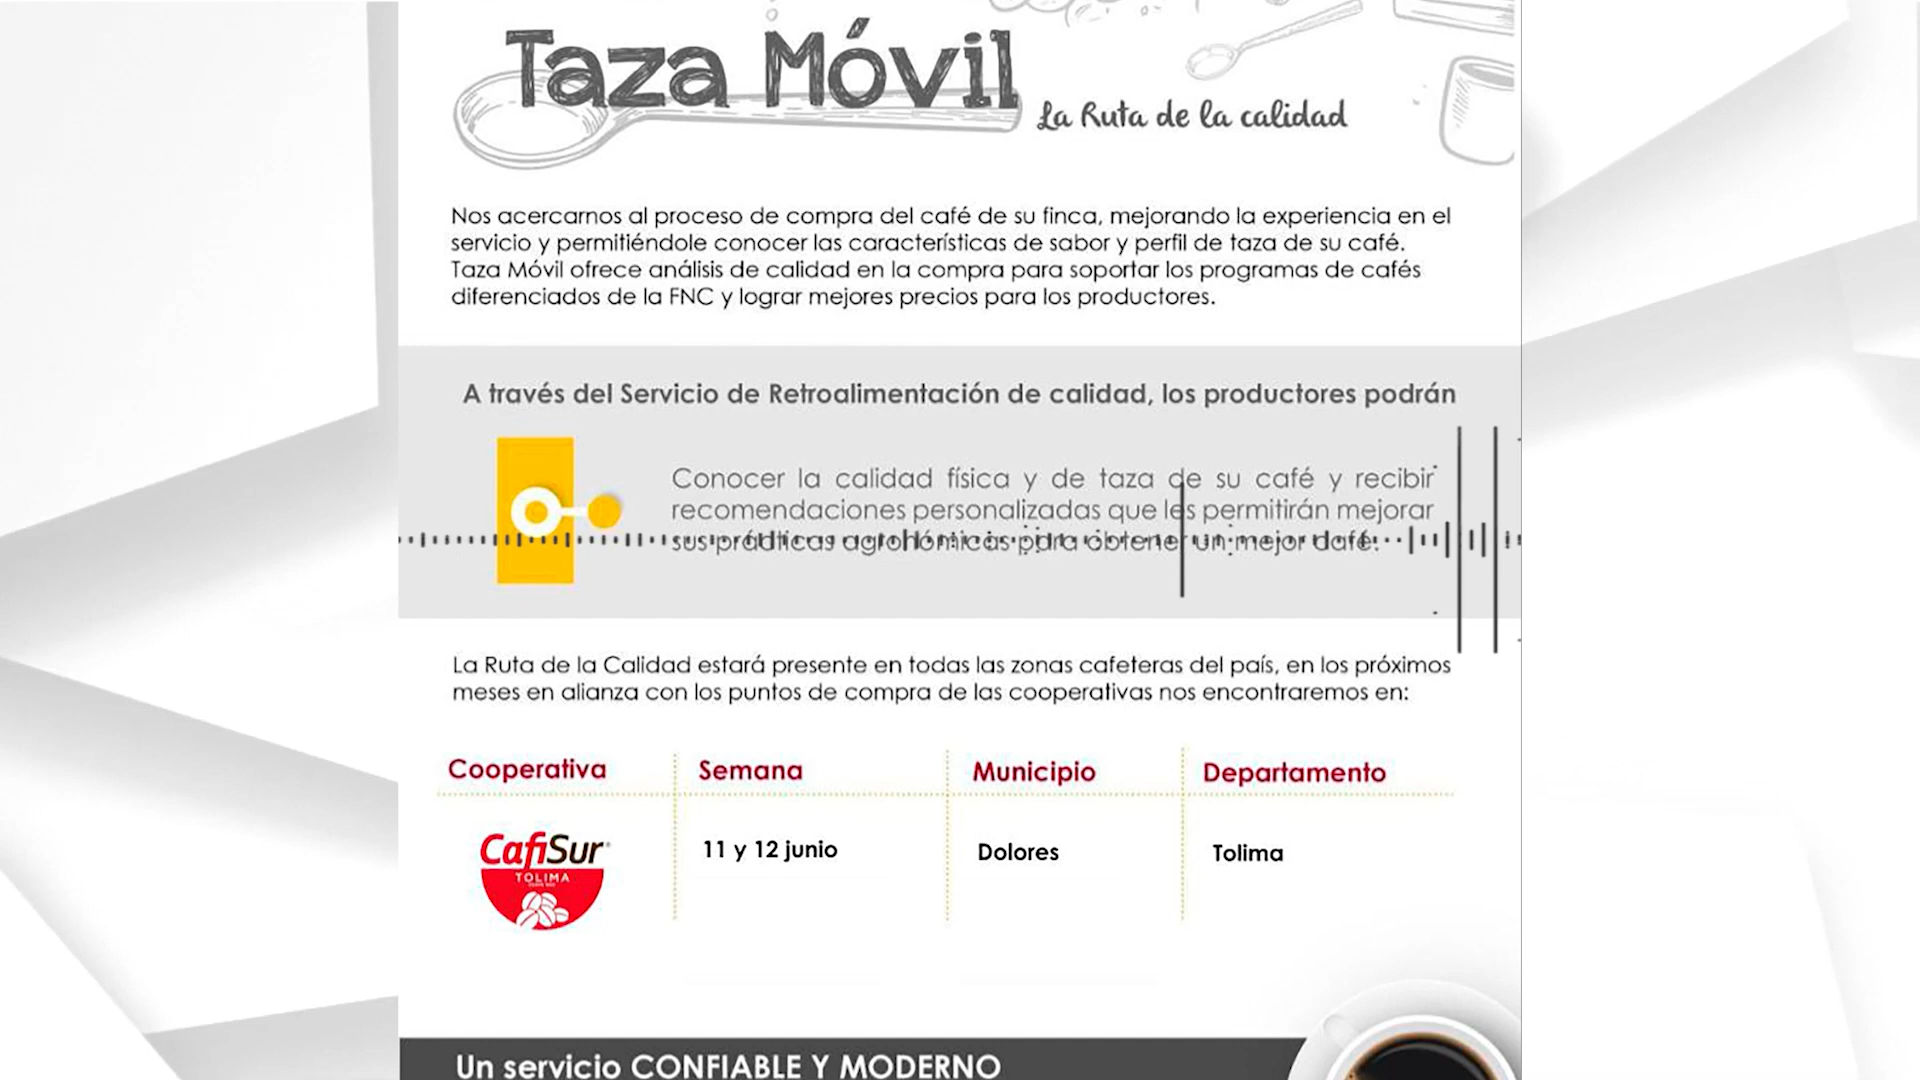 Taza Móvil
La Ruta de la calidad
Nos acercamos al proceso de compra del café de su finca, mejorando la experiencia en el
servicio y permitiéndole conocer las características de sabor y perfil de taza de su café.
Taza Móvil ofrece análisis de calidad en la compra para soportar los programas de cafés
diferenciados de la FNC y lograr mejores precios para los productores.
A través del Servicio de Retroalimentación de calidad, los productores podrán
Conocer la calidad física y de taza de su café y recibir
recomendaciones personalizadas que les permitirán mejorar
sus prácticas agronómicas para obtener un mejor café.
La Ruta de la Calidad estará presente en todas las zonas cafeteras del país, en los próximos
meses en alianza con los puntos de compra de las cooperativas nos encontraremos en:
Cooperativa Semana Municipio Departamento
CafiSur
TOLIMA
11 y 12 junio Dolores Tolima
Un servicio CONFIABLE Y MODERNO